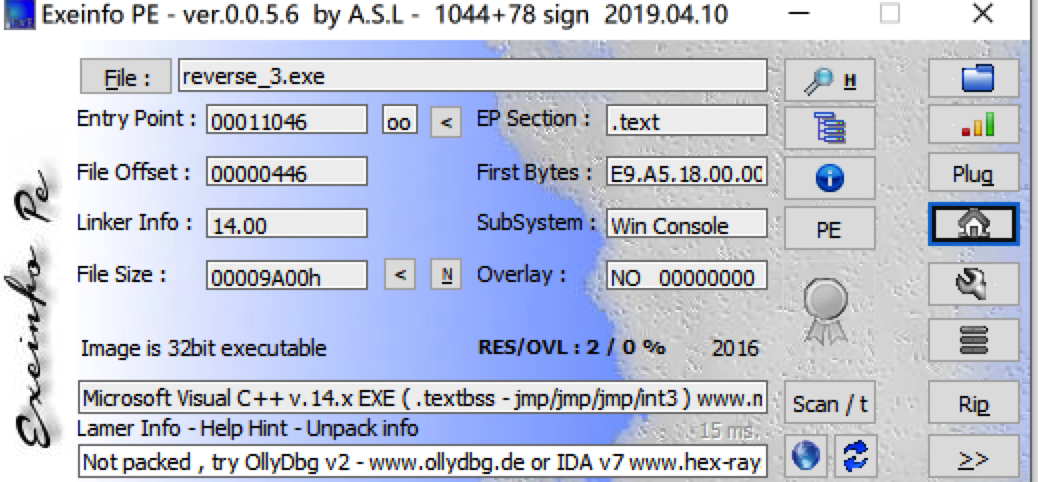 Exeinfo PE - ver.0.0.5.6 by A.S.L - 1044+78 sign 2019.04.10
File : reverse_3.exe H
Entry Point : 00011046 oo < EP Section : .text
File Offset : 00000446 First Bytes : E9.A5.18.00.00 Plug
Linker Info : 14.00 SubSystem : Win Console PE
File Size : 00009A00h < N Overlay : NO 00000000
Image is 32bit executable RES/OVL : 2 / 0 % 2016
Microsoft Visual C++ v.14.x EXE ( .textbss - jmp/jmp/jmp/int3 ) www.n Scan / t Rip
Lamer Info - Help Hint - Unpack info 15 ms.
Not packed , try OllyDbg v2 - www.ollydbg.de or IDA v7 www.hex-ray >>
Exeinfo Pe